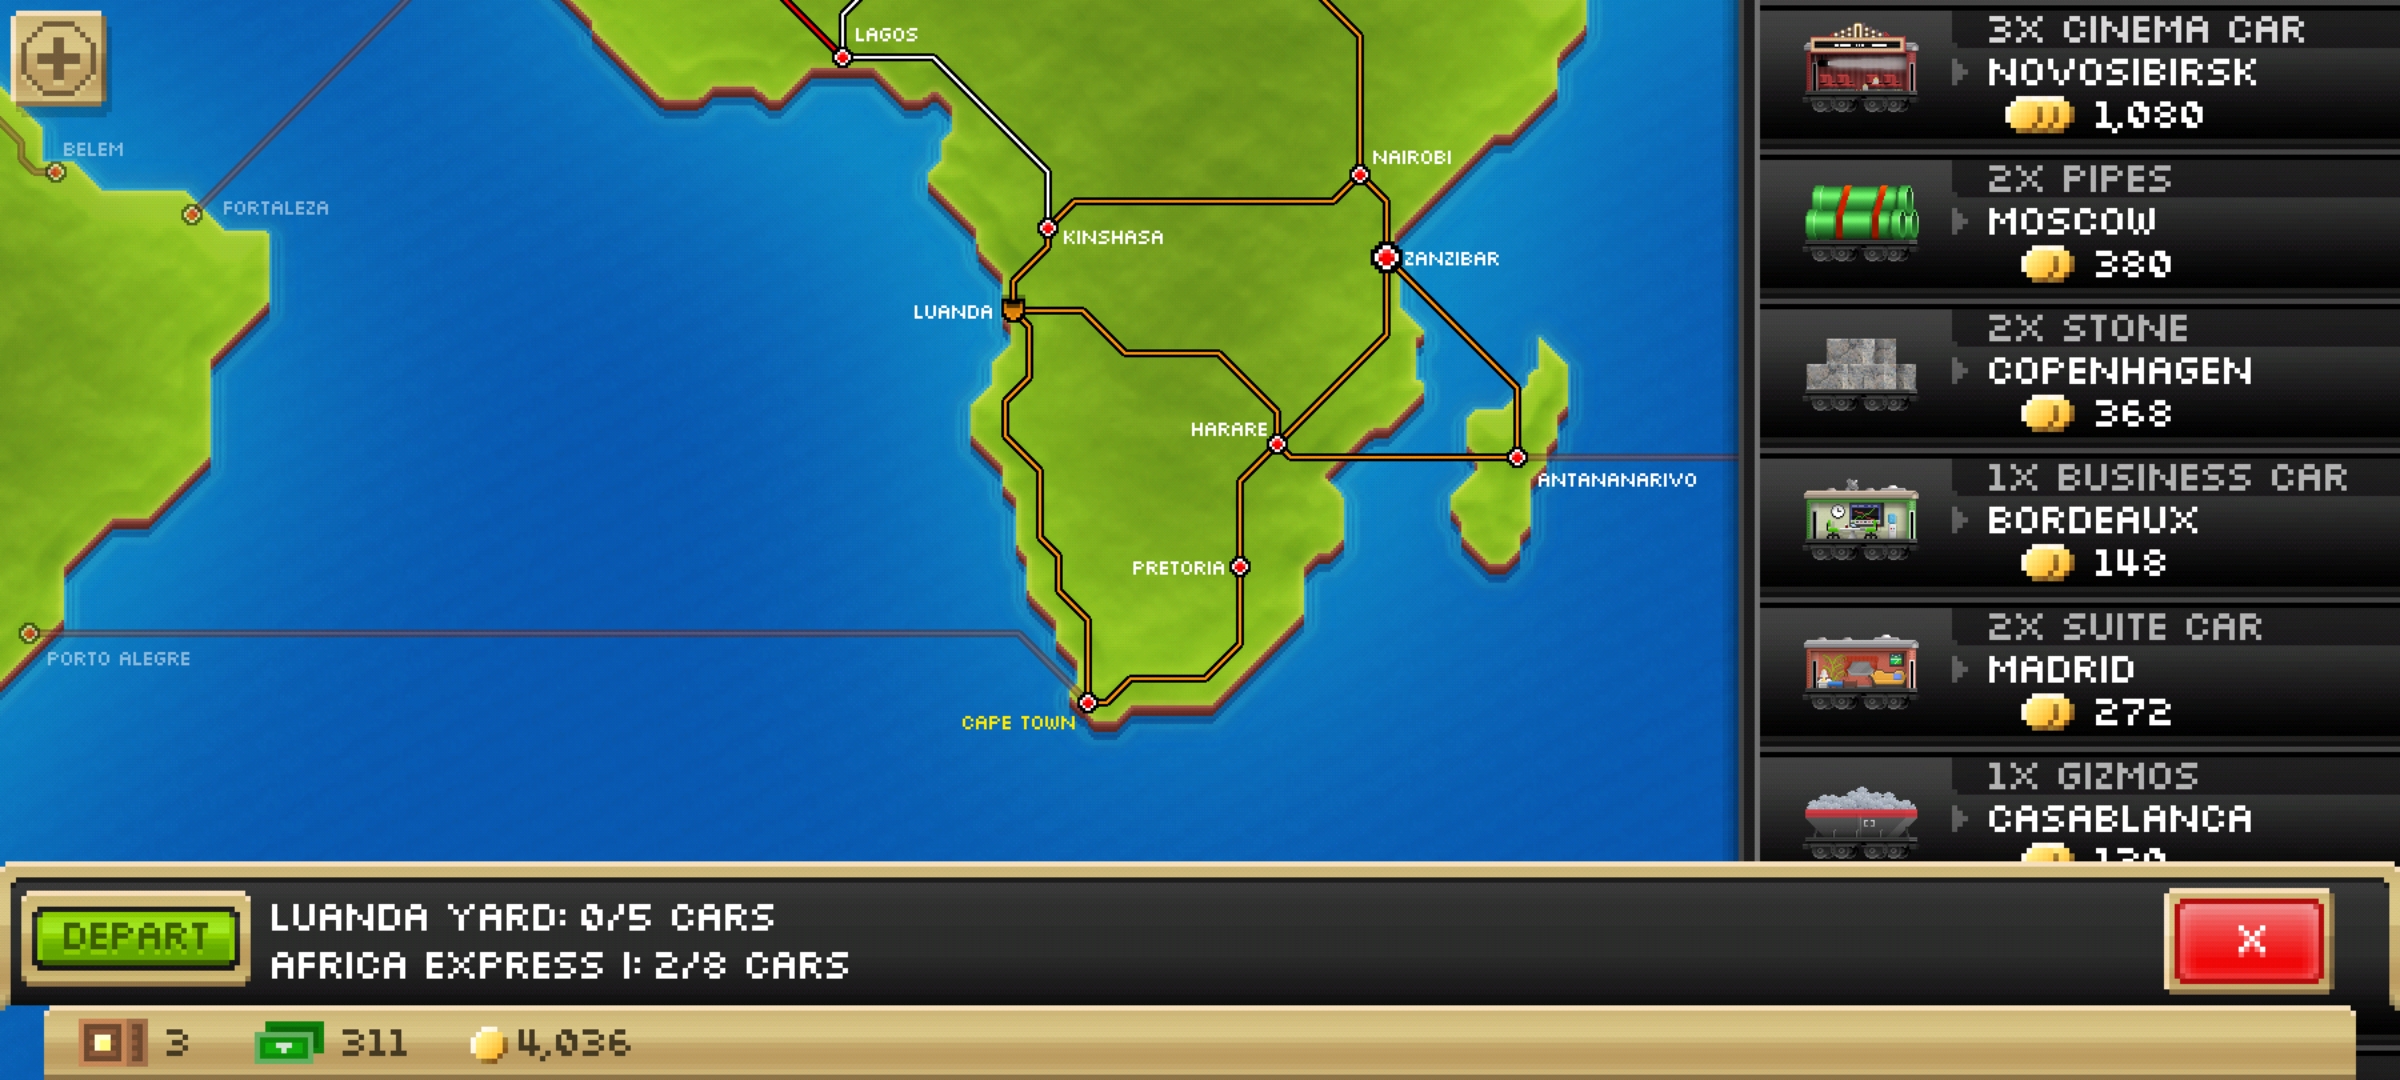 LAGOS
BELEM
FORTALEZA
NAIROBI
KINSHASA
ZANZIBAR
LUANDA
HARARE
ANTANANARIVO
PRETORIA
PORTO ALEGRE
CAPE TOWN
3X CINEMA CAR
NOVOSIBIRSK
1,080
2X PIPES
MOSCOW
380
2X STONE
COPENHAGEN
368
1X BUSINESS CAR
BORDEAUX
148
2X SUITE CAR
MADRID
272
1X GIZMOS
CASABLANCA
DEPART
LUANDA YARD: 0/5 CARS
AFRICA EXPRESS I: 2/8 CARS
X
3
311
4,036